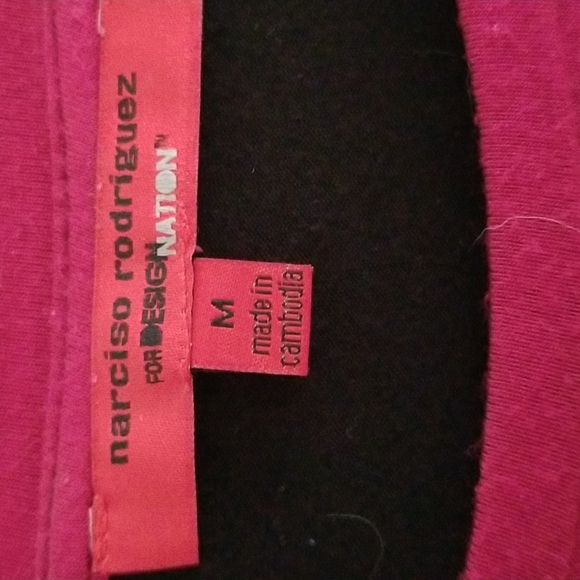 narciso rodriguez
FOR DESIGN NATION™
M
made in
cambodia